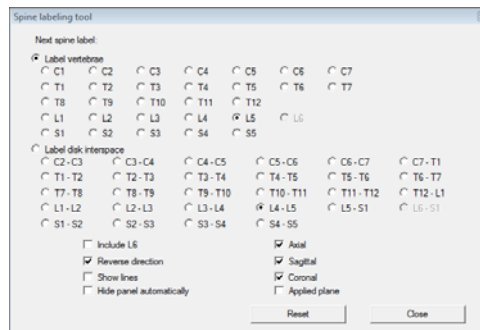 Spine labeling tool
Next spine label:
Label vertebrae
C1 C2 C3 C4 C5 C6 C7
T1 T2 T3 T4 T5 T6 T7
T8 T9 T10 T11 T12
L1 L2 L3 L4 L5 L6
S1 S2 S3 S4 S5
Label disk interspace
C2-C3 C3-C4 C4-C5 C5-C6 C6-C7 C7-T1
T1-T2 T2-T3 T3-T4 T4-T5 T5-T6 T6-T7
T7-T8 T8-T9 T9-T10 T10-T11 T11-T12 T12-L1
L1-L2 L2-L3 L3-L4 L4-L5 L5-S1 L6-S1
S1-S2 S2-S3 S3-S4 S4-S5
Include L6 Axial
Reverse direction Sagittal
Show lines Coronal
Hide panel automatically Applied plane
Reset Close